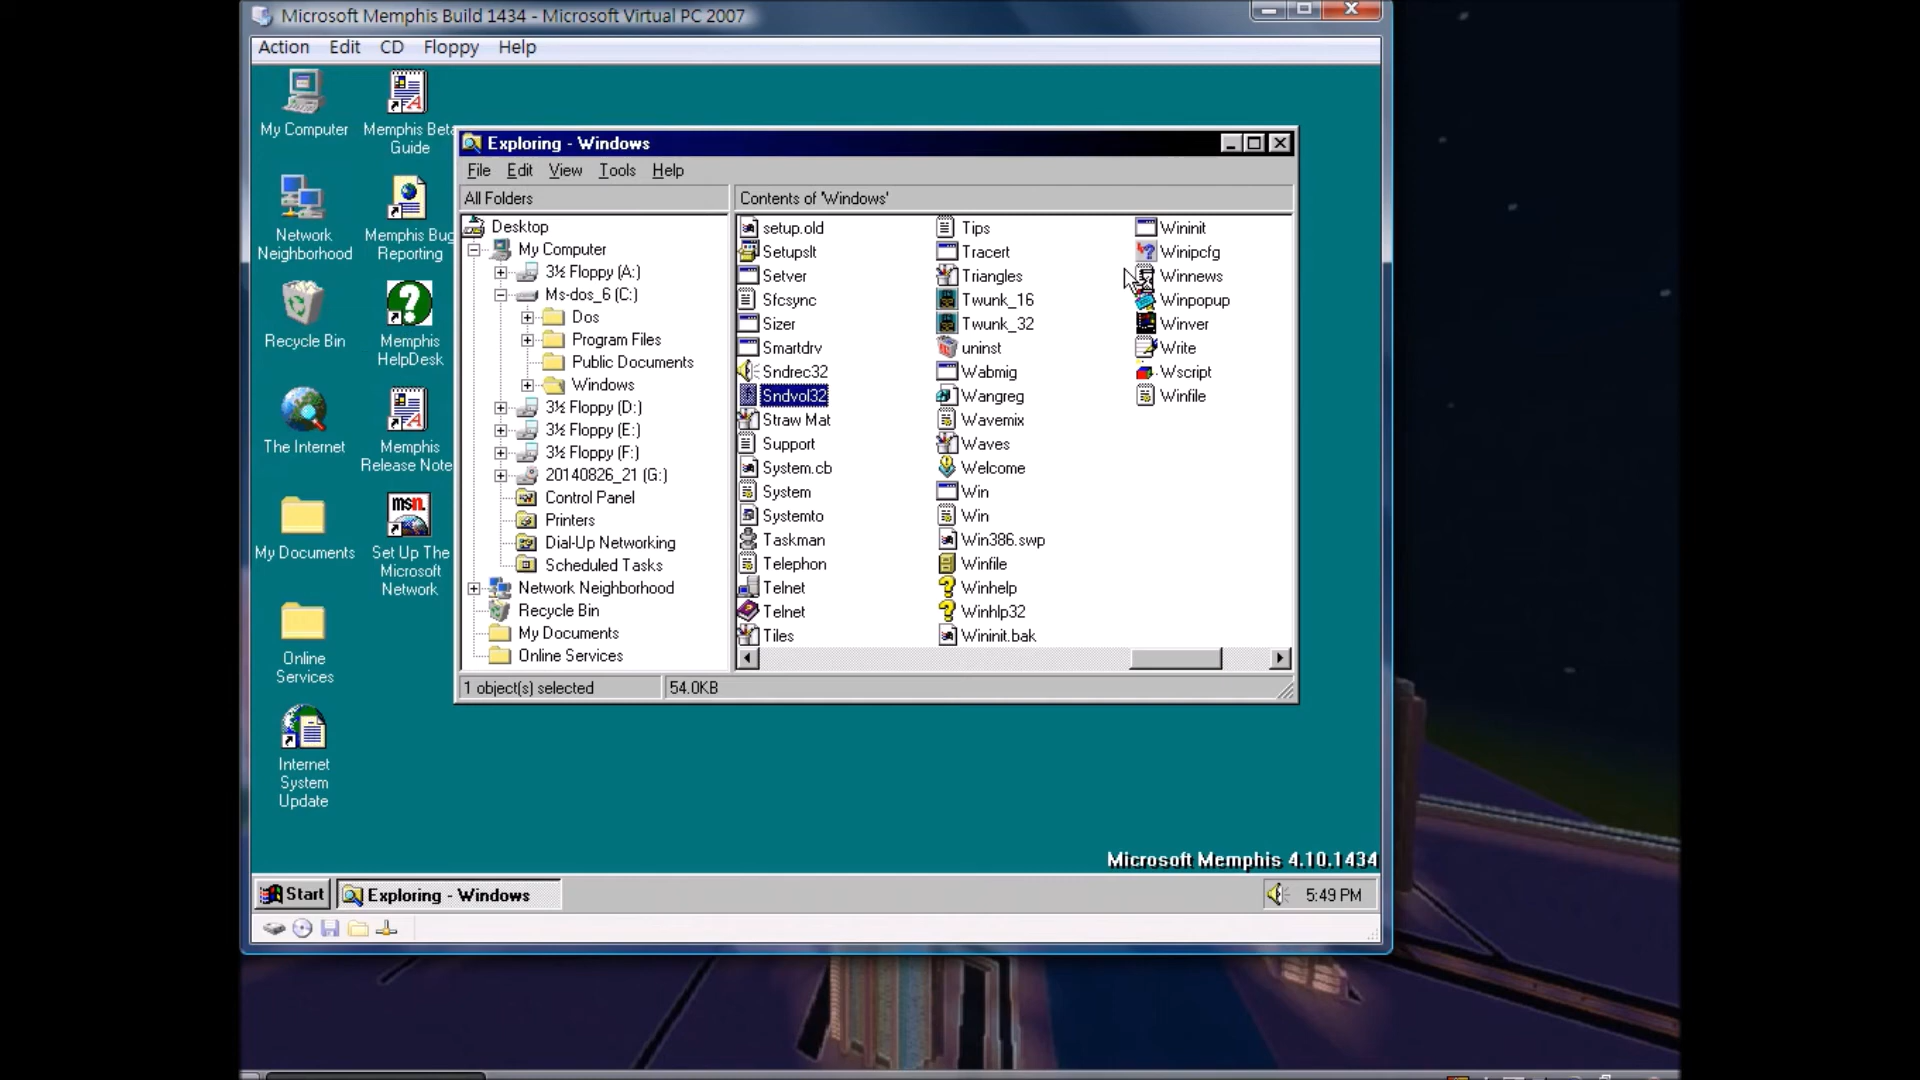 Microsoft Memphis Build 1434 - Microsoft Virtual PC 2007
Action Edit CD Floppy Help
My Computer
Memphis Beta
Guide
Network
Neighborhood
Memphis Bug
Reporting
Recycle Bin
Memphis
HelpDesk
The Internet
Memphis
Release Note
My Documents
msn.
Set Up The
Microsoft
Network
Online
Services
Internet
System
Update
Exploring - Windows
File Edit View Tools Help
All Folders
Contents of 'Windows'
Desktop
My Computer
3½ Floppy (A:)
Ms-dos_6 (C:)
Dos
Program Files
Public Documents
Windows
3½ Floppy (D:)
3½ Floppy (E:)
3½ Floppy (F:)
20140826_21 (G:)
Control Panel
Printers
Dial-Up Networking
Scheduled Tasks
Network Neighborhood
Recycle Bin
My Documents
Online Services
setup.old
Setupslt
Setver
Sfcsync
Sizer
Smartdrv
Sndrec32
Sndvol32
Straw Mat
Support
System.cb
System
Systemto
Taskman
Telephon
Telnet
Telnet
Tiles
Tips
Tracert
Triangles
Twunk_16
Twunk_32
uninst
Wabmig
Wangreg
Wavemix
Waves
Welcome
Win
Win
Win386.swp
Winfile
Winhelp
Winhlp32
Wininit.bak
Wininit
Winipcfg
Winnews
Winpopup
Winver
Write
Wscript
Winfile
1 object(s) selected
54.0KB
Microsoft Memphis 4.10.1434
Start
Exploring - Windows
5:49 PM